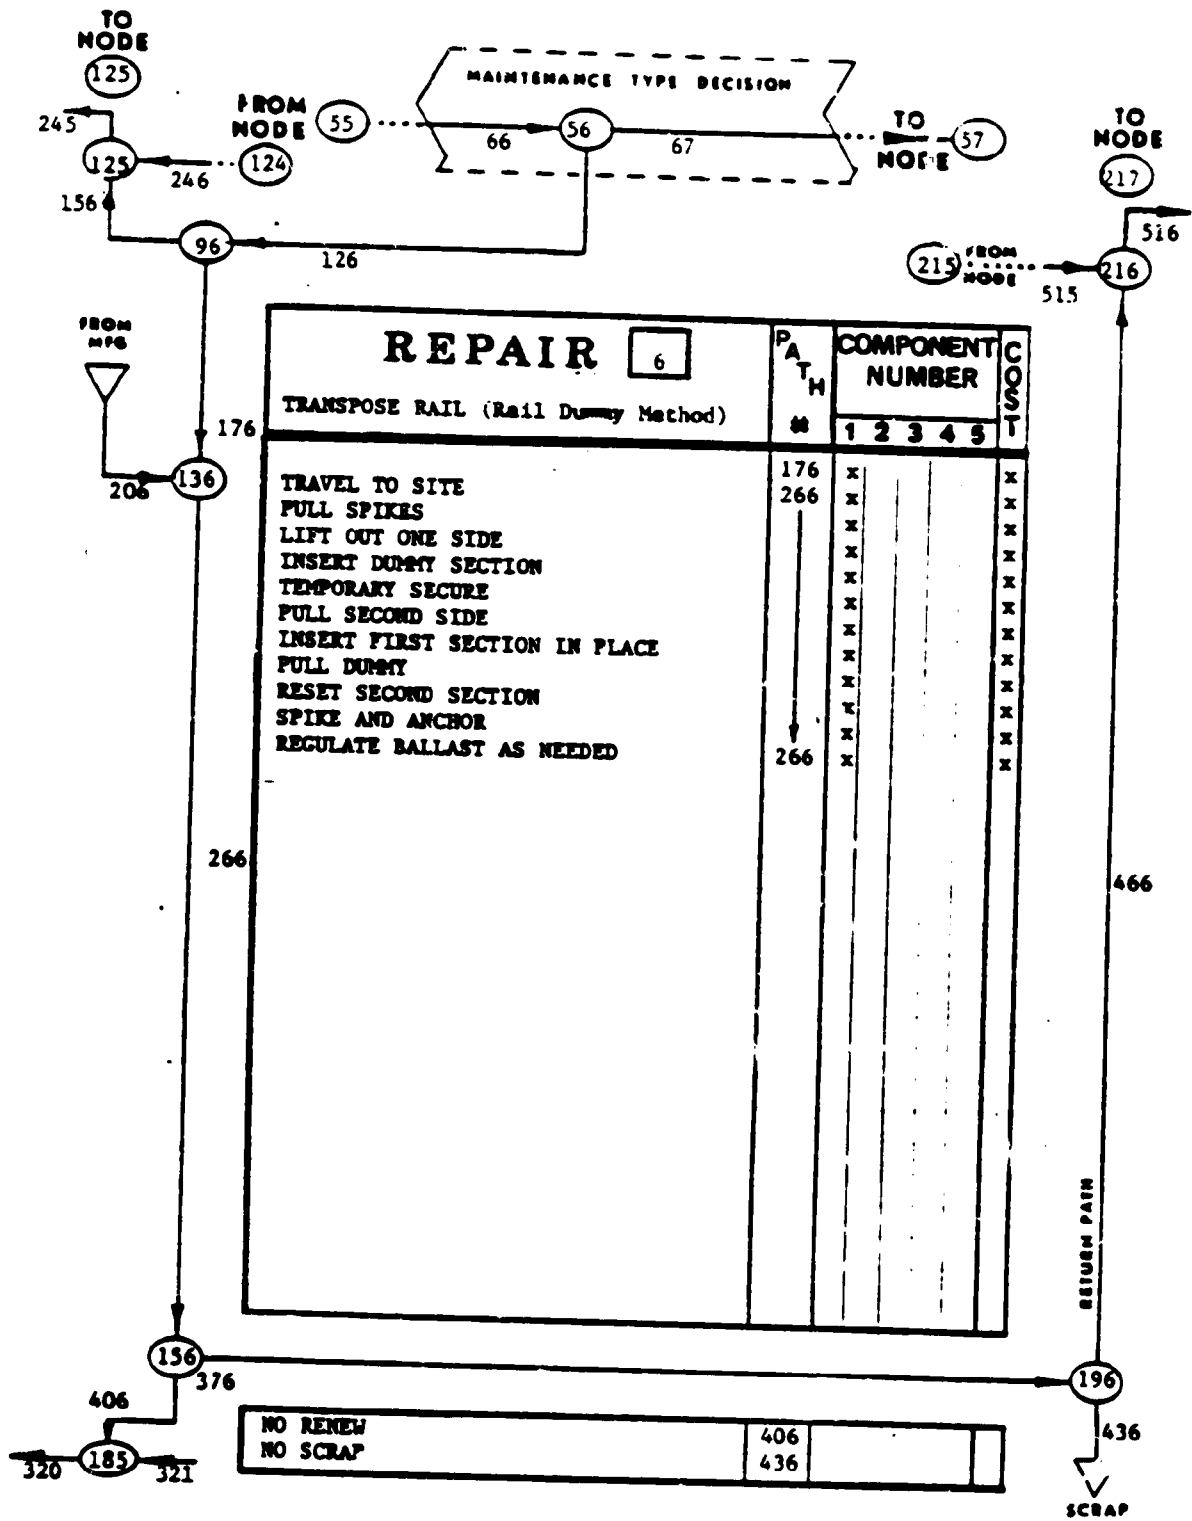 TO
NODE
125
245
125
246
FROM
NODE
124
156
96
126
55
MAINTENANCE TYPE DECISION
66
56
67
TO
NODE
57
TO
NODE
217
516
215
FROM
NODE
515
216
FROM
MFG
206
176
136
266
REPAIR 6
TRANSPOSE RAIL (Rail Dummy Method)
PATH
#
COMPONENT
NUMBER
1 2 3 4 5
COST
TRAVEL TO SITE 176 x x
PULL SPIKES 266 x x
LIFT OUT ONE SIDE x x
INSERT DUMMY SECTION x x
TEMPORARY SECURE x x
PULL SECOND SIDE x x
INSERT FIRST SECTION IN PLACE x x
PULL DUMMY x x
RESET SECOND SECTION x x
SPIKE AND ANCHOR x x
REGULATE BALLAST AS NEEDED 266 x x
x x
466
RETURN PATH
156
376
196
406
185
320
321
NO RENEW 406
NO SCRAP 436
436
SCRAP